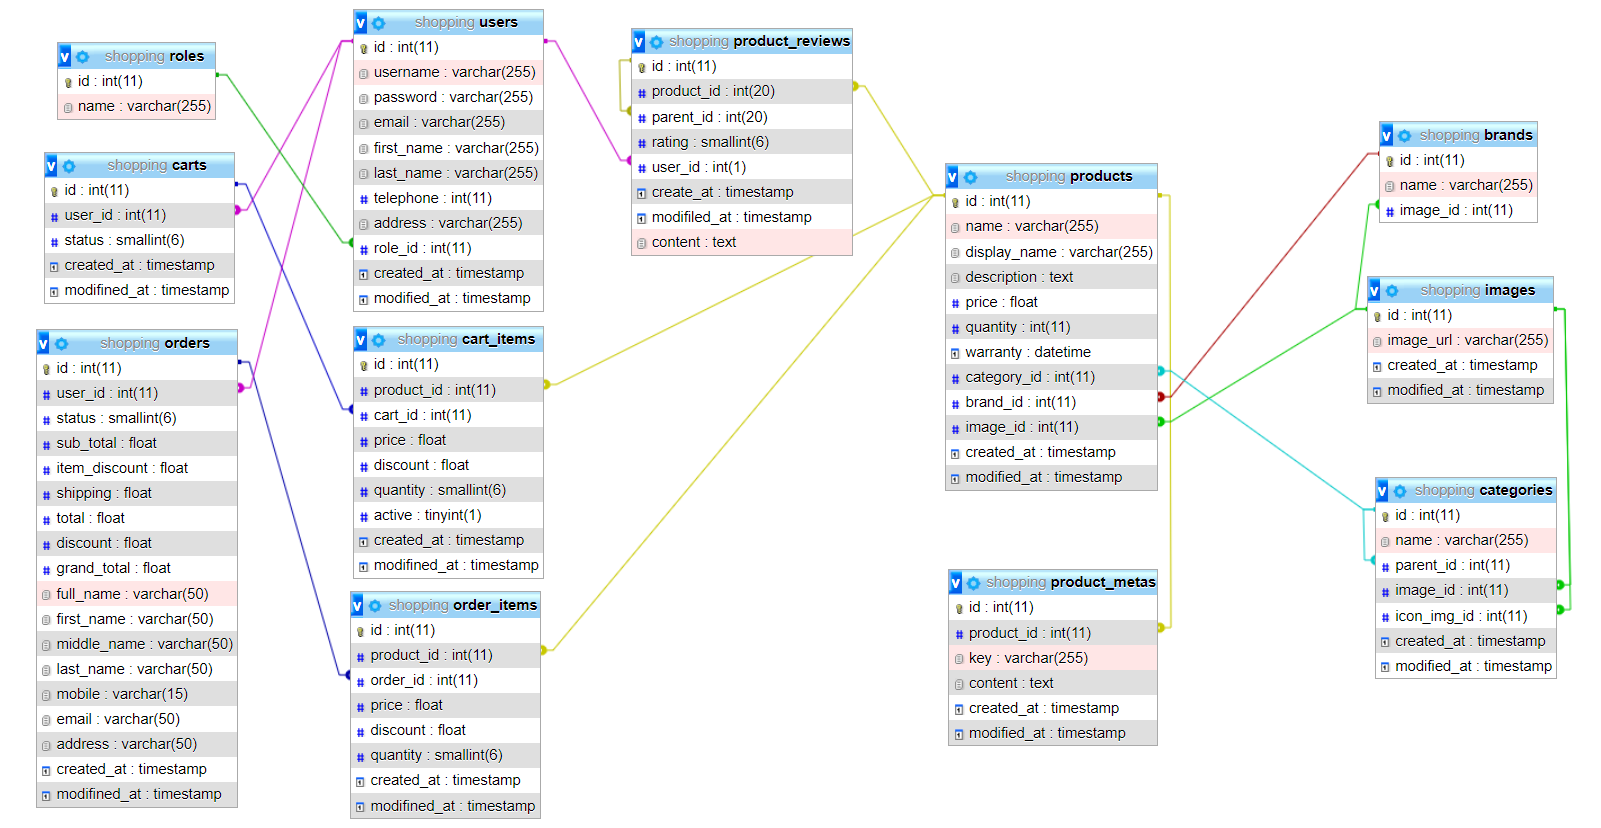 shopping roles
id : int(11)
name : varchar(255)
shopping carts
id : int(11)
user_id : int(11)
status : smallint(6)
created_at : timestamp
modifined_at : timestamp
shopping orders
id : int(11)
user_id : int(11)
status : smallint(6)
sub_total : float
item_discount : float
shipping : float
total : float
discount : float
grand_total : float
full_name : varchar(50)
first_name : varchar(50)
middle_name : varchar(50)
last_name : varchar(50)
mobile : varchar(15)
email : varchar(50)
address : varchar(50)
created_at : timestamp
modifined_at : timestamp
shopping users
id : int(11)
username : varchar(255)
password : varchar(255)
email : varchar(255)
first_name : varchar(255)
last_name : varchar(255)
telephone : int(11)
address : varchar(255)
role_id : int(11)
created_at : timestamp
modified_at : timestamp
shopping cart_items
id : int(11)
product_id : int(11)
cart_id : int(11)
price : float
discount : float
quantity : smallint(6)
active : tinyint(1)
created_at : timestamp
modifined_at : timestamp
shopping order_items
id : int(11)
product_id : int(11)
order_id : int(11)
price : float
discount : float
quantity : smallint(6)
created_at : timestamp
modifined_at : timestamp
shopping product_reviews
id : int(11)
product_id : int(20)
parent_id : int(20)
rating : smallint(6)
user_id : int(1)
create_at : timestamp
modifiled_at : timestamp
content : text
shopping products
id : int(11)
name : varchar(255)
display_name : varchar(255)
description : text
price : float
quantity : int(11)
warranty : datetime
category_id : int(11)
brand_id : int(11)
image_id : int(11)
created_at : timestamp
modified_at : timestamp
shopping product_metas
id : int(11)
product_id : int(11)
key : varchar(255)
content : text
created_at : timestamp
modified_at : timestamp
shopping brands
id : int(11)
name : varchar(255)
image_id : int(11)
shopping images
id : int(11)
image_url : varchar(255)
created_at : timestamp
modified_at : timestamp
shopping categories
id : int(11)
name : varchar(255)
parent_id : int(11)
image_id : int(11)
icon_img_id : int(11)
created_at : timestamp
modified_at : timestamp